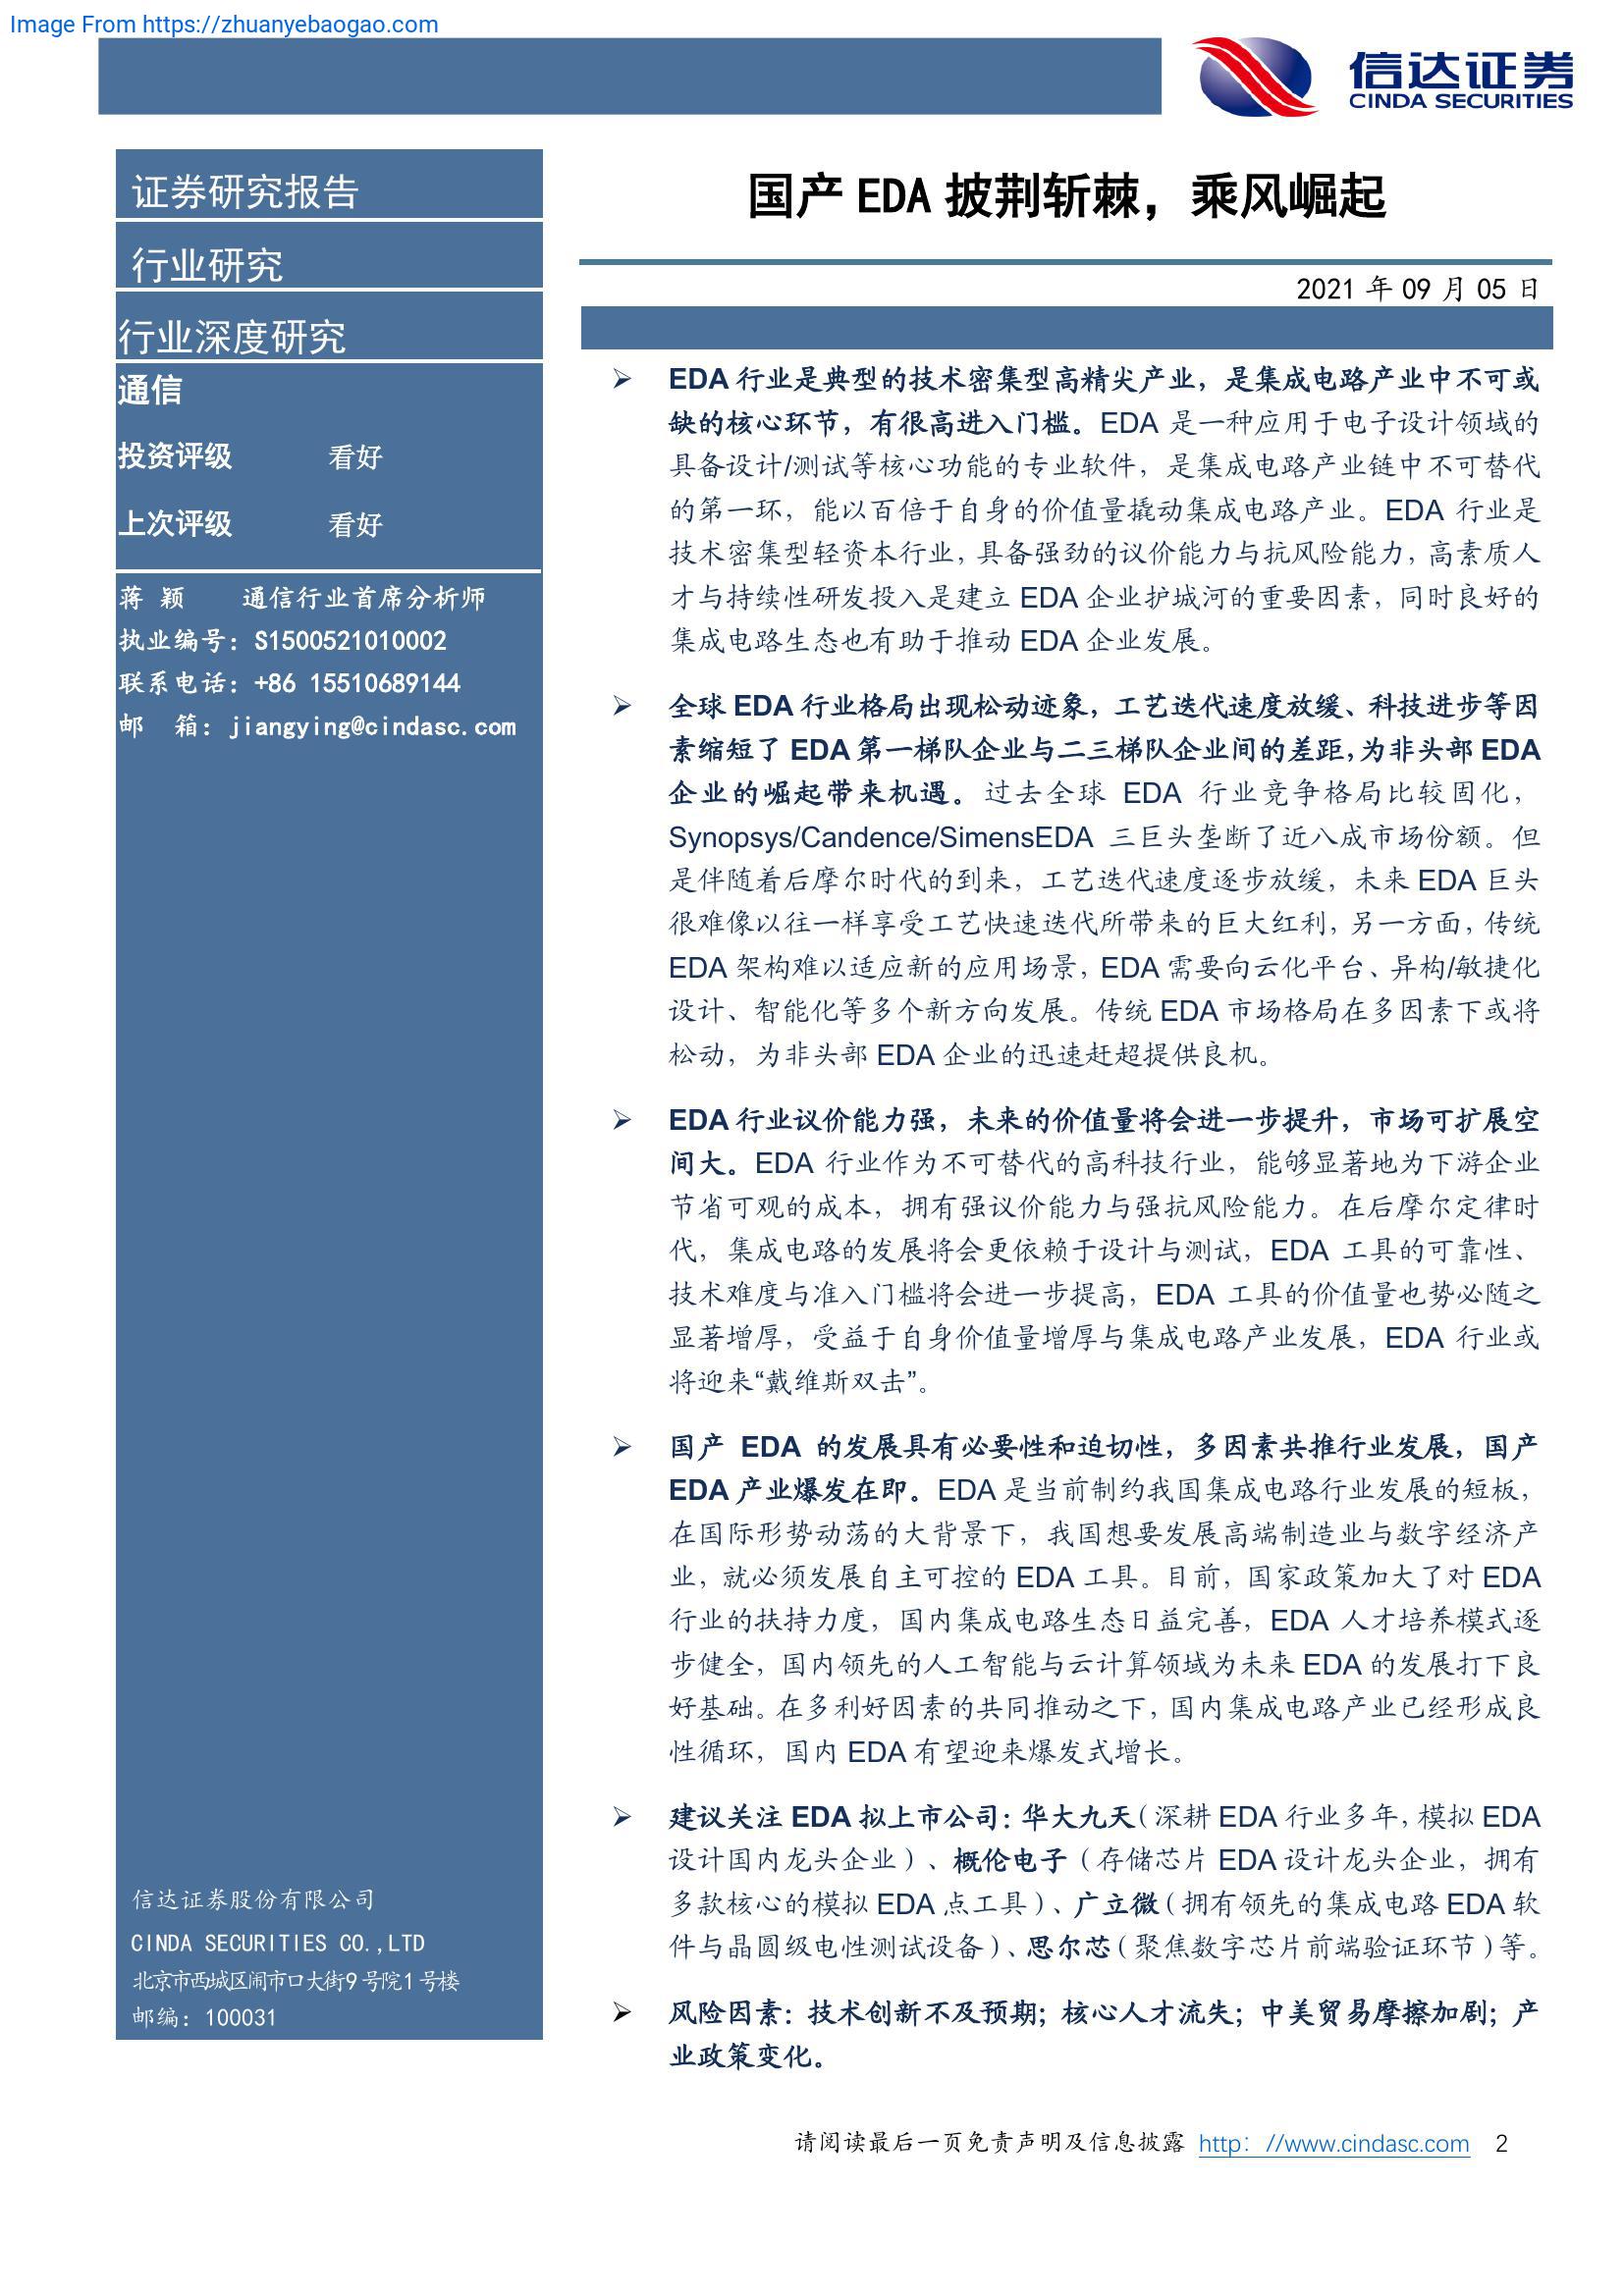 Image From https://zhuanyebaogao.com
信达证券
CINDA SECURITIES
证券研究报告
行业研究
行业深度研究
通信
投资评级 看好
上次评级 看好
蒋 颖 通信行业首席分析师
执业编号：S1500521010002
联系电话：+86 15510689144
邮 箱：jiangying@cindasc.com
信达证券股份有限公司
CINDA SECURITIES CO.,LTD
北京市西城区闹市口大街9号院1号楼
邮编：100031
国产 EDA 披荆斩棘，乘风崛起
2021 年 09 月 05 日
➢ EDA 行业是典型的技术密集型高精尖产业，是集成电路产业中不可或
缺的核心环节，有很高进入门槛。EDA 是一种应用于电子设计领域的
具备设计/测试等核心功能的专业软件，是集成电路产业链中不可替代
的第一环，能以百倍于自身的价值量撬动集成电路产业。EDA 行业是
技术密集型轻资本行业，具备强劲的议价能力与抗风险能力，高素质人
才与持续性研发投入是建立 EDA 企业护城河的重要因素，同时良好的
集成电路生态也有助于推动 EDA 企业发展。
➢ 全球 EDA 行业格局出现松动迹象，工艺迭代速度放缓、科技进步等因
素缩短了 EDA 第一梯队企业与二三梯队企业间的差距，为非头部 EDA
企业的崛起带来机遇。过去全球 EDA 行业竞争格局比较固化，
Synopsys/Candence/SimensEDA 三巨头垄断了近八成市场份额。但
是伴随着后摩尔时代的到来，工艺迭代速度逐步放缓，未来 EDA 巨头
很难像以往一样享受工艺快速迭代所带来的巨大红利，另一方面，传统
EDA 架构难以适应新的应用场景，EDA 需要向云化平台、异构/敏捷化
设计、智能化等多个新方向发展。传统 EDA 市场格局在多因素下或将
松动，为非头部 EDA 企业的迅速赶超提供良机。
➢ EDA 行业议价能力强，未来的价值量将会进一步提升，市场可扩展空
间大。EDA 行业作为不可替代的高科技行业，能够显著地为下游企业
节省可观的成本，拥有强议价能力与强抗风险能力。在后摩尔定律时
代，集成电路的发展将会更依赖于设计与测试，EDA 工具的可靠性、
技术难度与准入门槛将会进一步提高，EDA 工具的价值量也势必随之
显著增厚，受益于自身价值量增厚与集成电路产业发展，EDA 行业或
将迎来“戴维斯双击”。
➢ 国产 EDA 的发展具有必要性和迫切性，多因素共推行业发展，国产
EDA 产业爆发在即。EDA 是当前制约我国集成电路行业发展的短板，
在国际形势动荡的大背景下，我国想要发展高端制造业与数字经济产
业，就必须发展自主可控的 EDA 工具。目前，国家政策加大了对 EDA
行业的扶持力度，国内集成电路生态日益完善，EDA 人才培养模式逐
步健全，国内领先的人工智能与云计算领域为未来 EDA 的发展打下良
好基础。在多利好因素的共同推动之下，国内集成电路产业已经形成良
性循环，国内 EDA 有望迎来爆发式增长。
➢ 建议关注 EDA 拟上市公司：华大九天（深耕 EDA 行业多年，模拟 EDA
设计国内龙头企业）、概伦电子（存储芯片 EDA 设计龙头企业，拥有
多款核心的模拟 EDA 点工具）、广立微（拥有领先的集成电路 EDA 软
件与晶圆级电性测试设备）、思尔芯（聚焦数字芯片前端验证环节）等。
➢ 风险因素：技术创新不及预期；核心人才流失；中美贸易摩擦加剧；产
业政策变化。
请阅读最后一页免责声明及信息披露 http：//www.cindasc.com 2